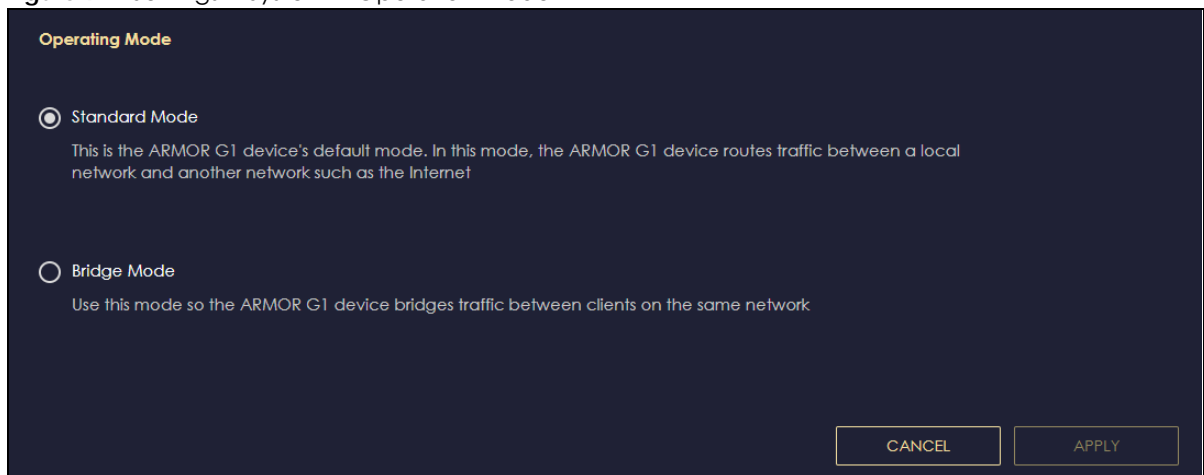 Operating Mode
Standard Mode
This is the ARMOR G1 device's default mode. In this mode, the ARMOR G1 device routes traffic between a local
network and another network such as the Internet
Bridge Mode
Use this mode so the ARMOR G1 device bridges traffic between clients on the same network
CANCEL
APPLY